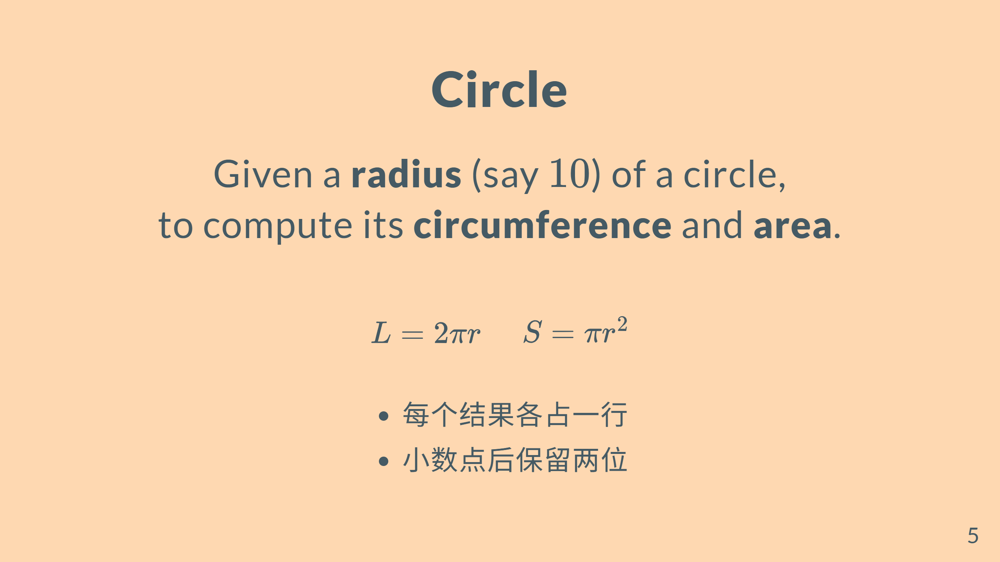 Circle
Given a radius (say 10) of a circle,
to compute its circumference and area.
L = 2πr S = πr²
• 每个结果各占一行
• 小数点后保留两位
5